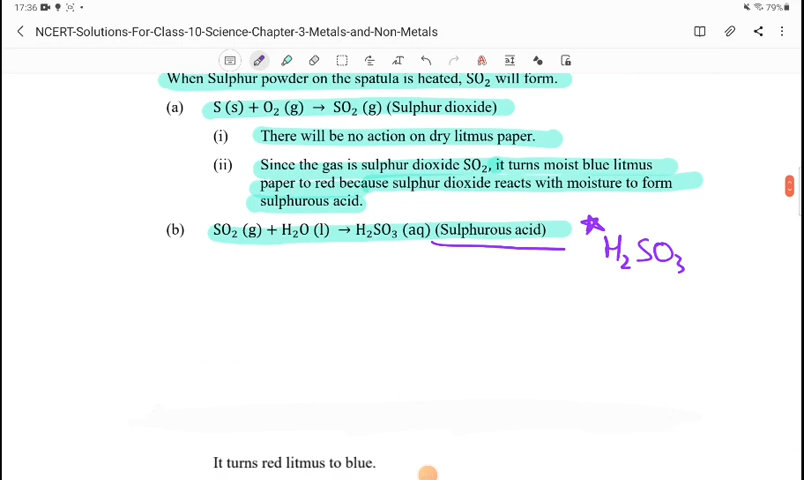 17:36
79%
NCERT-Solutions-For-Class-10-Science-Chapter-3-Metals-and-Non-Metals
When Sulphur powder on the spatula is heated, SO₂ will form.
(a) S (s) + O₂ (g) → SO₂ (g) (Sulphur dioxide)
(i) There will be no action on dry litmus paper.
(ii) Since the gas is sulphur dioxide SO₂, it turns moist blue litmus
paper to red because sulphur dioxide reacts with moisture to form
sulphurous acid.
(b) SO₂ (g) + H₂O (l) → H₂SO₃ (aq) (Sulphurous acid)
H₂SO₃
It turns red litmus to blue.